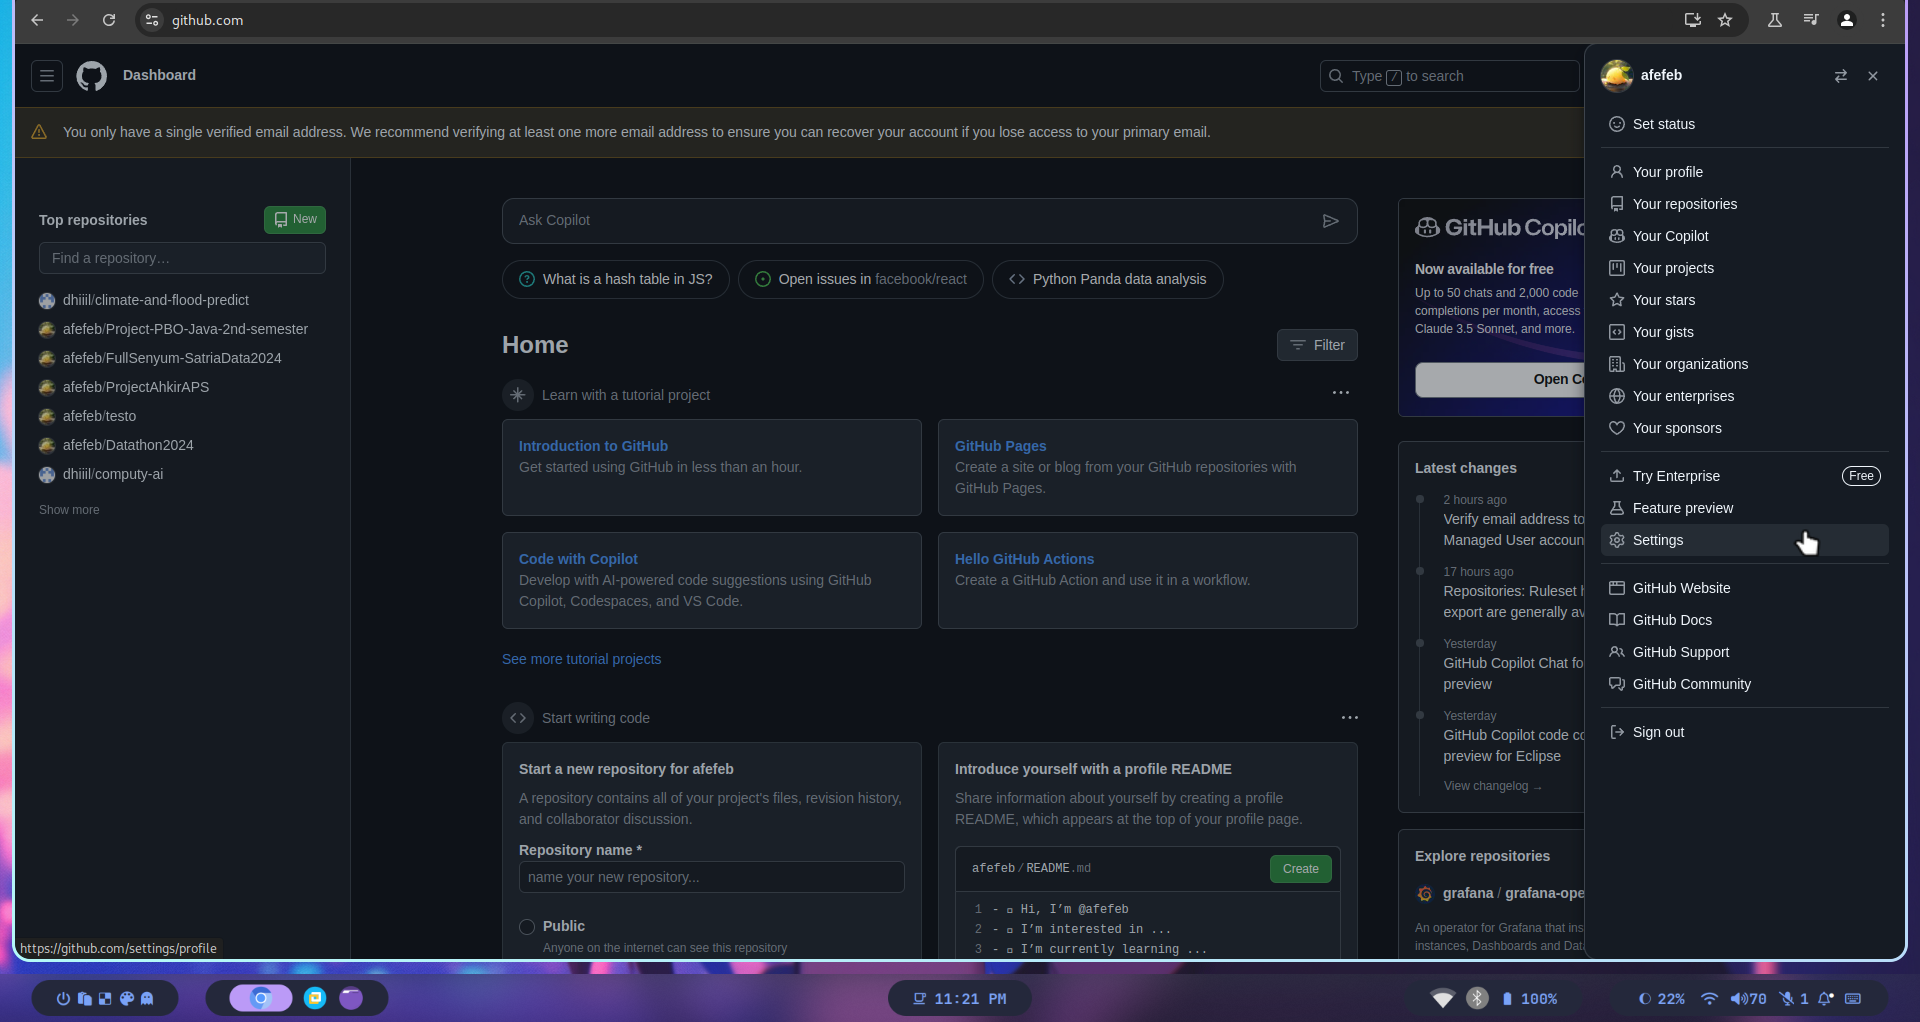 github.com
Dashboard
Type / to search
afefeb
You only have a single verified email address. We recommend verifying at least one more email address to ensure you can recover your account if you lose access to your primary email.
Top repositories
New
Find a repository…
dhiiil/climate-and-flood-predict
afefeb/Project-PBO-Java-2nd-semester
afefeb/FullSenyum-SatriaData2024
afefeb/ProjectAhkirAPS
afefeb/testo
afefeb/Datathon2024
dhiiil/computy-ai
Show more
Ask Copilot
What is a hash table in JS?
Open issues in facebook/react
Python Panda data analysis
Home
Filter
Learn with a tutorial project
Introduction to GitHub
Get started using GitHub in less than an hour.
GitHub Pages
Create a site or blog from your GitHub repositories with
GitHub Pages.
Code with Copilot
Develop with AI-powered code suggestions using GitHub
Copilot, Codespaces, and VS Code.
Hello GitHub Actions
Create a GitHub Action and use it in a workflow.
See more tutorial projects
Start writing code
Start a new repository for afefeb
A repository contains all of your project's files, revision history,
and collaborator discussion.
Repository name *
name your new repository...
Public
Anyone on the internet can see this repository
Introduce yourself with a profile README
Share information about yourself by creating a profile
README, which appears at the top of your profile page.
afefeb/README.md
Create
1 - Hi, I'm @afefeb
2 - I'm interested in ...
3 - I'm currently learning ...
GitHub Copilo
Now available for free
Up to 50 chats and 2,000 code
completions per month, access
Claude 3.5 Sonnet, and more.
Open Co
Latest changes
2 hours ago
Verify email address to
Managed User accoun
17 hours ago
Repositories: Ruleset h
export are generally av
Yesterday
GitHub Copilot Chat fo
preview
Yesterday
GitHub Copilot code co
preview for Eclipse
View changelog →
Explore repositories
grafana / grafana-ope
An operator for Grafana that ins
instances, Dashboards and Data
Set status
Your profile
Your repositories
Your Copilot
Your projects
Your stars
Your gists
Your organizations
Your enterprises
Your sponsors
Try Enterprise
Free
Feature preview
Settings
GitHub Website
GitHub Docs
GitHub Support
GitHub Community
Sign out
https://github.com/settings/profile
11:21 PM
100%
22%
70
1